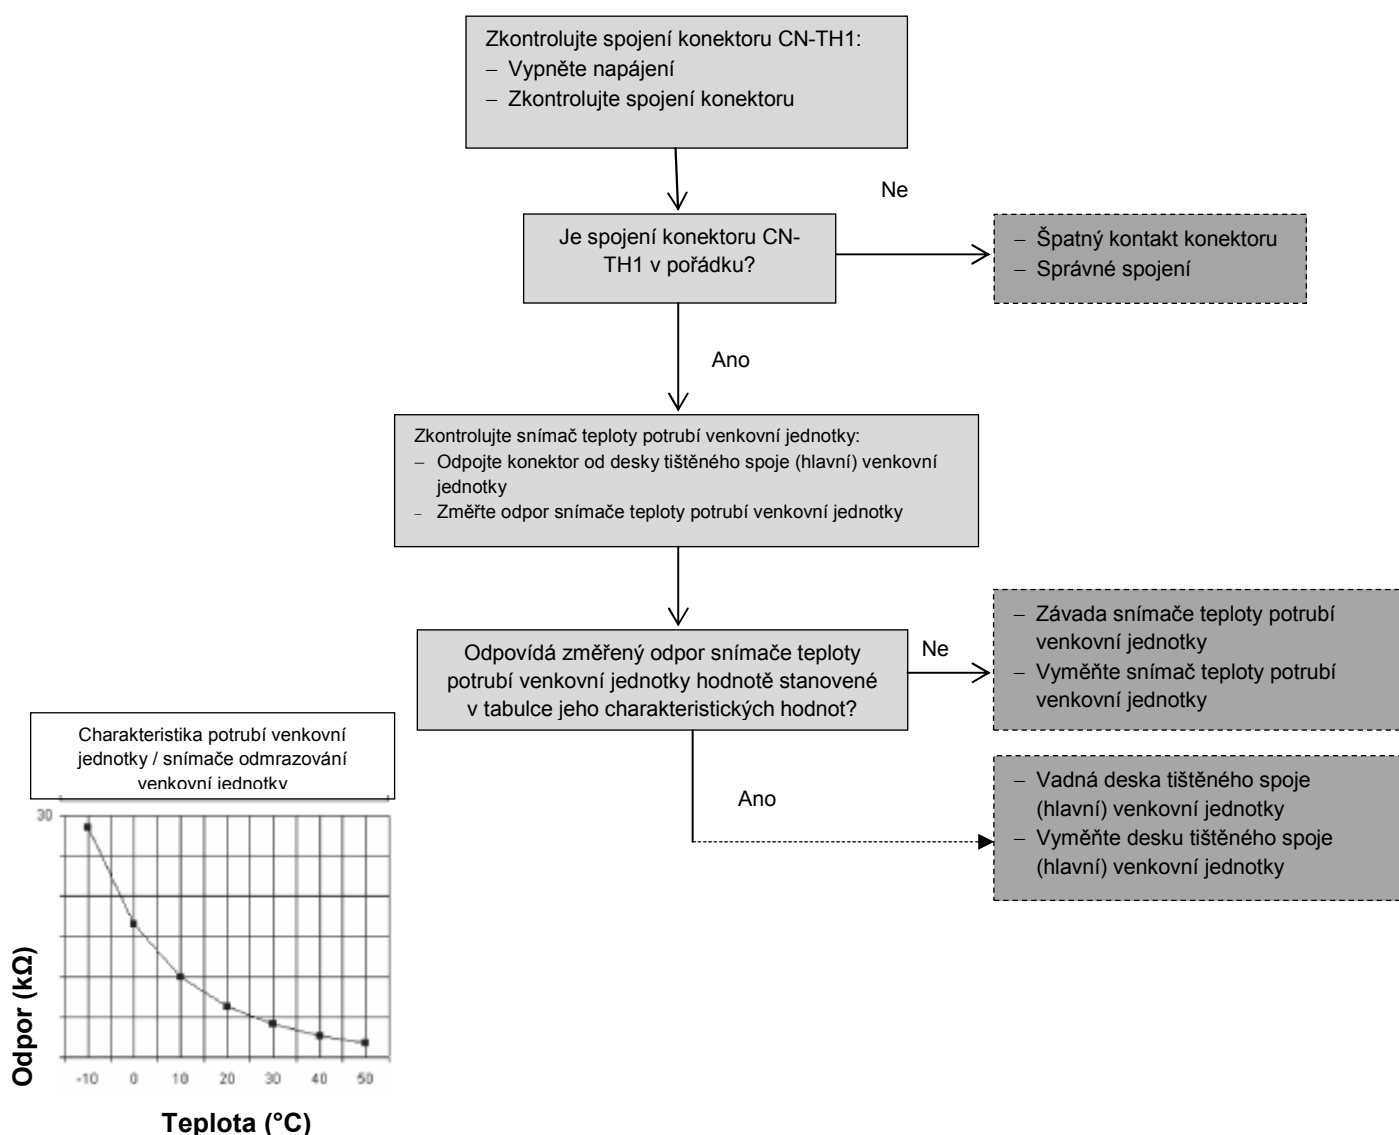 Zkontrolujte spojení konektoru CN-TH1:
– Vypněte napájení
– Zkontrolujte spojení konektoru
Ne
Je spojení konektoru CN-
TH1 v pořádku?
– Špatný kontakt konektoru
– Správné spojení
Ano
Zkontrolujte snímač teploty potrubí venkovní jednotky:
– Odpojte konektor od desky tištěného spoje (hlavní) venkovní
jednotky
– Změřte odpor snímače teploty potrubí venkovní jednotky
Odpovídá změřený odpor snímače teploty
potrubí venkovní jednotky hodnotě stanovené
v tabulce jeho charakteristických hodnot?
Ne
– Závada snímače teploty potrubí
venkovní jednotky
– Vyměňte snímač teploty potrubí
venkovní jednotky
Ano
– Vadná deska tištěného spoje
(hlavní) venkovní jednotky
– Vyměňte desku tištěného spoje
(hlavní) venkovní jednotky
Charakteristika potrubí venkovní
jednotky / snímače odmrazování
venkovní jednotky
30
Odpor (kΩ)
-10 0 10 20 30 40 50
Teplota (°C)